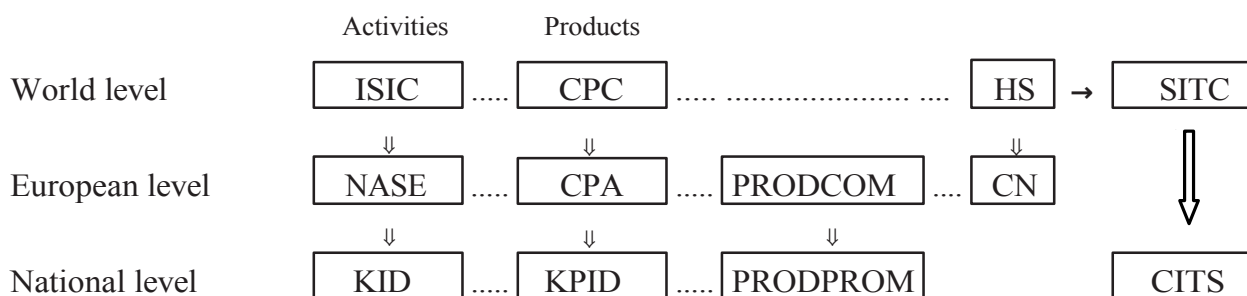 Activities Products
World level ISIC ..... CPC ..... ...................... .... HS → SITC
⇓ ⇓ ⇓
European level NASE ..... CPA ..... PRODCOM .... CN
⇓ ⇓ ⇓
National level KID ..... KPID ..... PRODPROM CITS